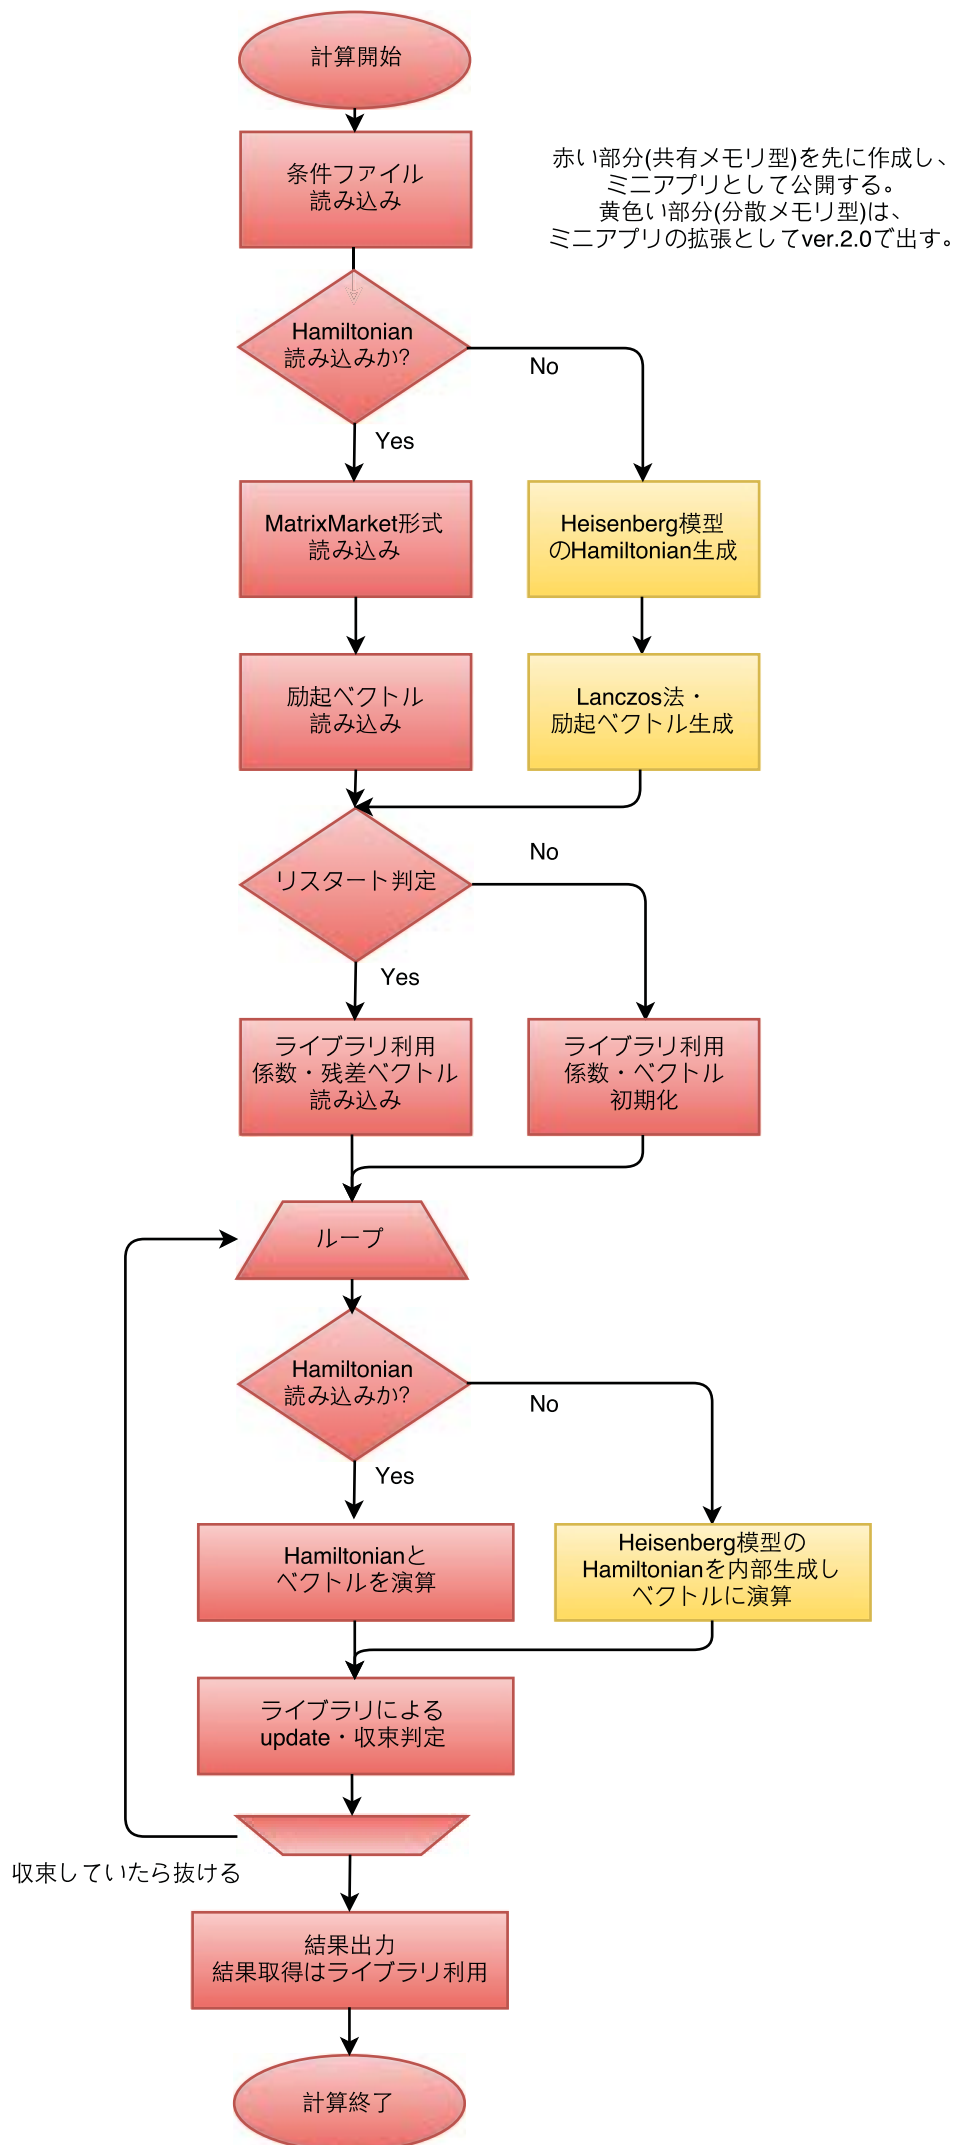 計算開始
条件ファイル
読み込み
赤い部分(共有メモリ型)を先に作成し、
ミニアプリとして公開する。
黄色い部分(分散メモリ型)は、
ミニアプリの拡張としてver.2.0で出す。
Hamiltonian
読み込みか?
No
Yes
MatrixMarket形式
読み込み
Heisenberg模型
のHamiltonian生成
励起ベクトル
読み込み
Lanczos法・
励起ベクトル生成
リスタート判定
No
Yes
ライブラリ利用
係数・残差ベクトル
読み込み
ライブラリ利用
係数・ベクトル
初期化
ループ
Hamiltonian
読み込みか?
No
Yes
Hamiltonianと
ベクトルを演算
Heisenberg模型の
Hamiltonianを内部生成し
ベクトルに演算
ライブラリによる
update・収束判定
収束していたら抜ける
結果出力
結果取得はライブラリ利用
計算終了